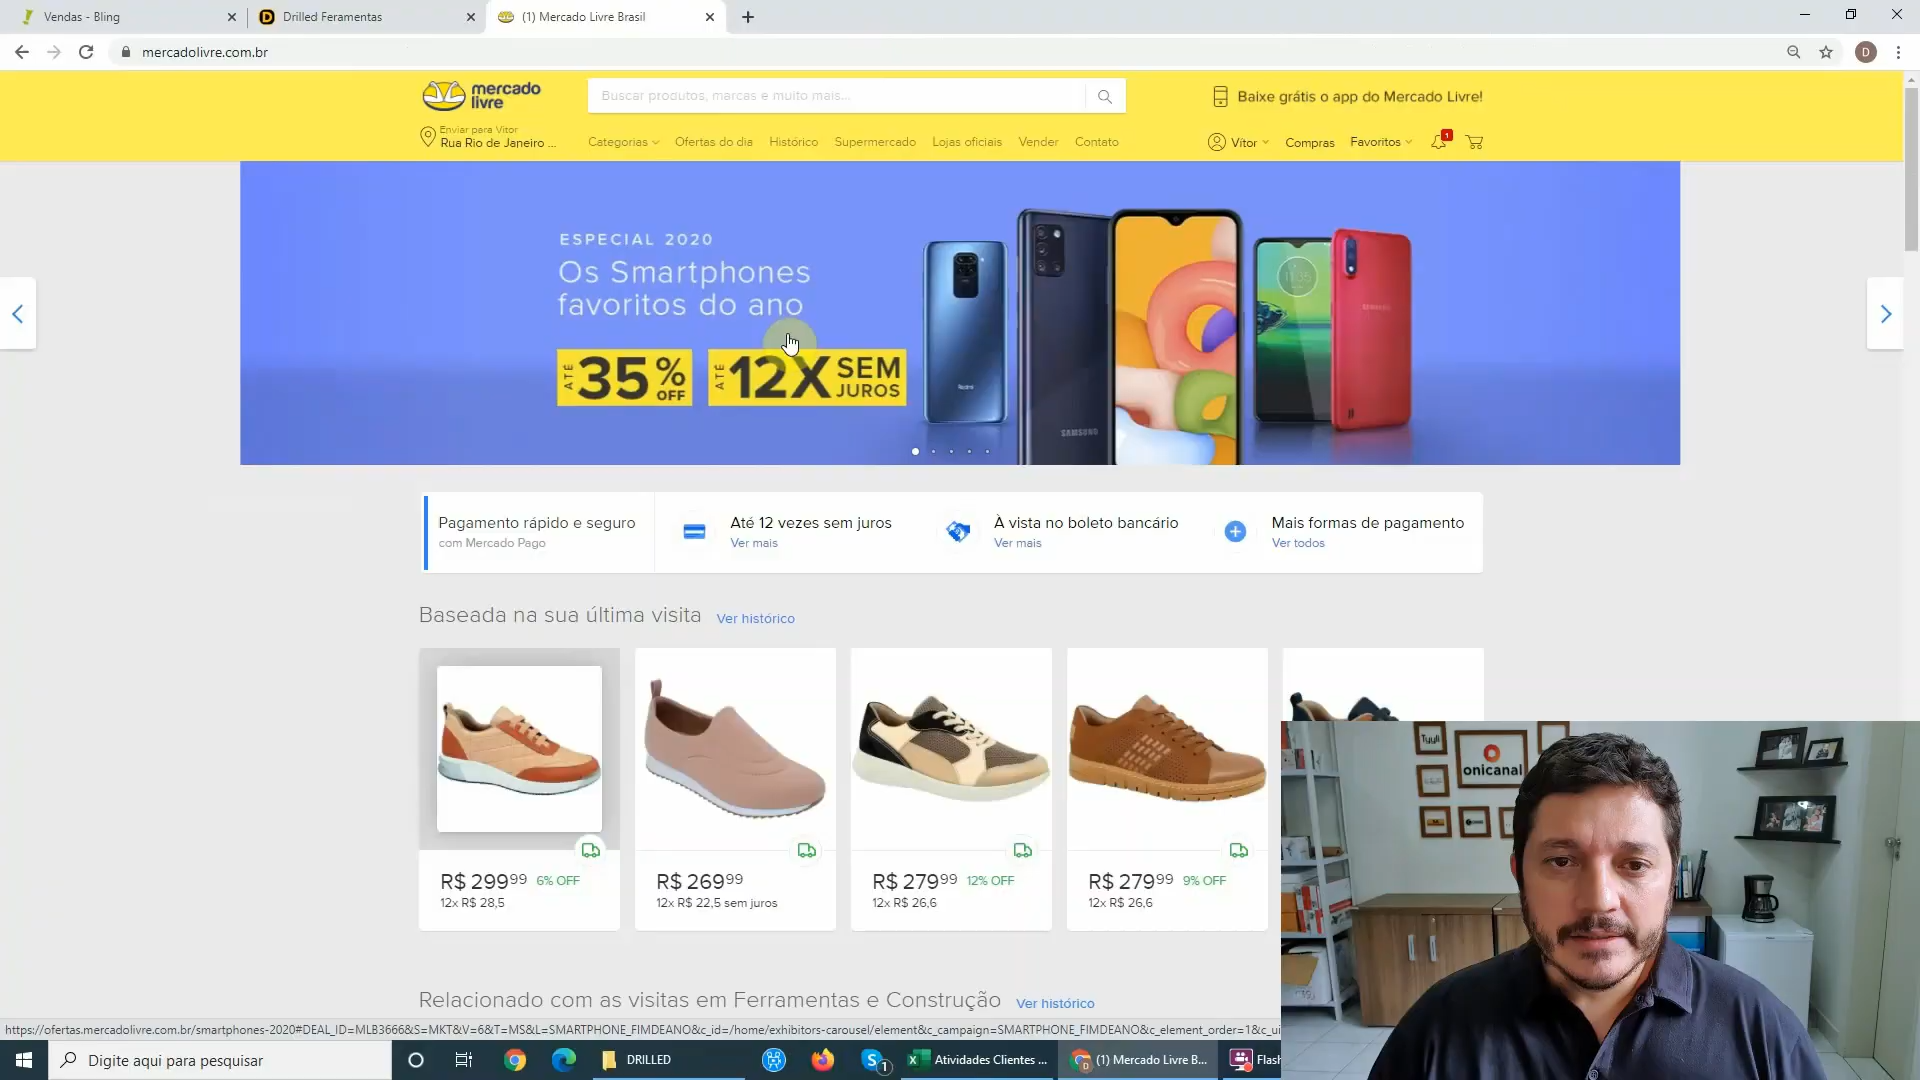 Vendas - Bling
Drilled Feramentas
(1) Mercado Livre Brasil
mercadolivre.com.br
D
mercado
livre
Buscar produtos, marcas e muito mais...
Baixe grátis o app do Mercado Livre!
Enviar para Vitor
Rua Rio de Janeiro ...
Categorias
Ofertas do dia
Histórico
Supermercado
Lojas oficiais
Vender
Contato
Vítor
Compras
Favoritos
1
ESPECIAL 2020
Os Smartphones
favoritos do ano
ATÉ 35% OFF
ATÉ 12X SEM JUROS
Redmi
SAMSUNG
SAMSUNG
Pagamento rápido e seguro
com Mercado Pago
Até 12 vezes sem juros
Ver mais
À vista no boleto bancário
Ver mais
Mais formas de pagamento
Ver todos
Baseada na sua última visita
Ver histórico
R$ 299 99 6% OFF
12x R$ 28,5
R$ 269 99
12x R$ 22,5 sem juros
R$ 279 99 12% OFF
12x R$ 26,6
R$ 279 99 9% OFF
12x R$ 26,6
Relacionado com as visitas em Ferramentas e Construção
Ver histórico
Tyyli
onicanal
https://ofertas.mercadolivre.com.br/smartphones-2020#DEAL_ID=MLB3666&S=MKT&V=6&T=MS&L=SMARTPHONE_FIMDEANO&c_id=/home/exhibitors-carousel/element&c_campaign=SMARTPHONE_FIMDEANO&c_element_order=1&c_ui
Digite aqui para pesquisar
DRILLED
1
Atividades Clientes ...
(1) Mercado Livre B...
Flash